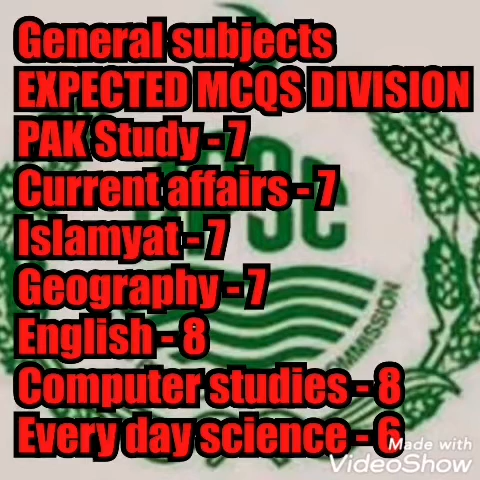 General subjects
EXPECTED MCQS DIVISION
PAK Study - 7
Current affairs - 7
Islamyat - 7
Geography - 7
English - 8
Computer studies - 8
Every day science - 6
Made with
VideoShow